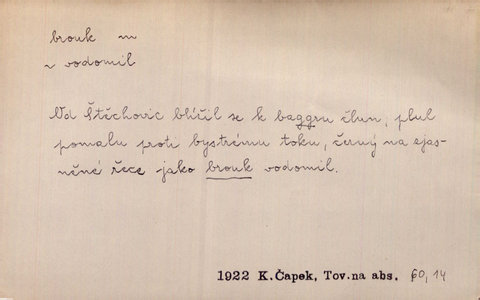 brouk m
~ vodomil
Od Štěchovic blížil se k baggru člun, plul
pomalu proti bystrému toku, černý na zjas-
něné řece jako brouk vodomil.
1922 K.Čapek, Tov.na abs. 60,14